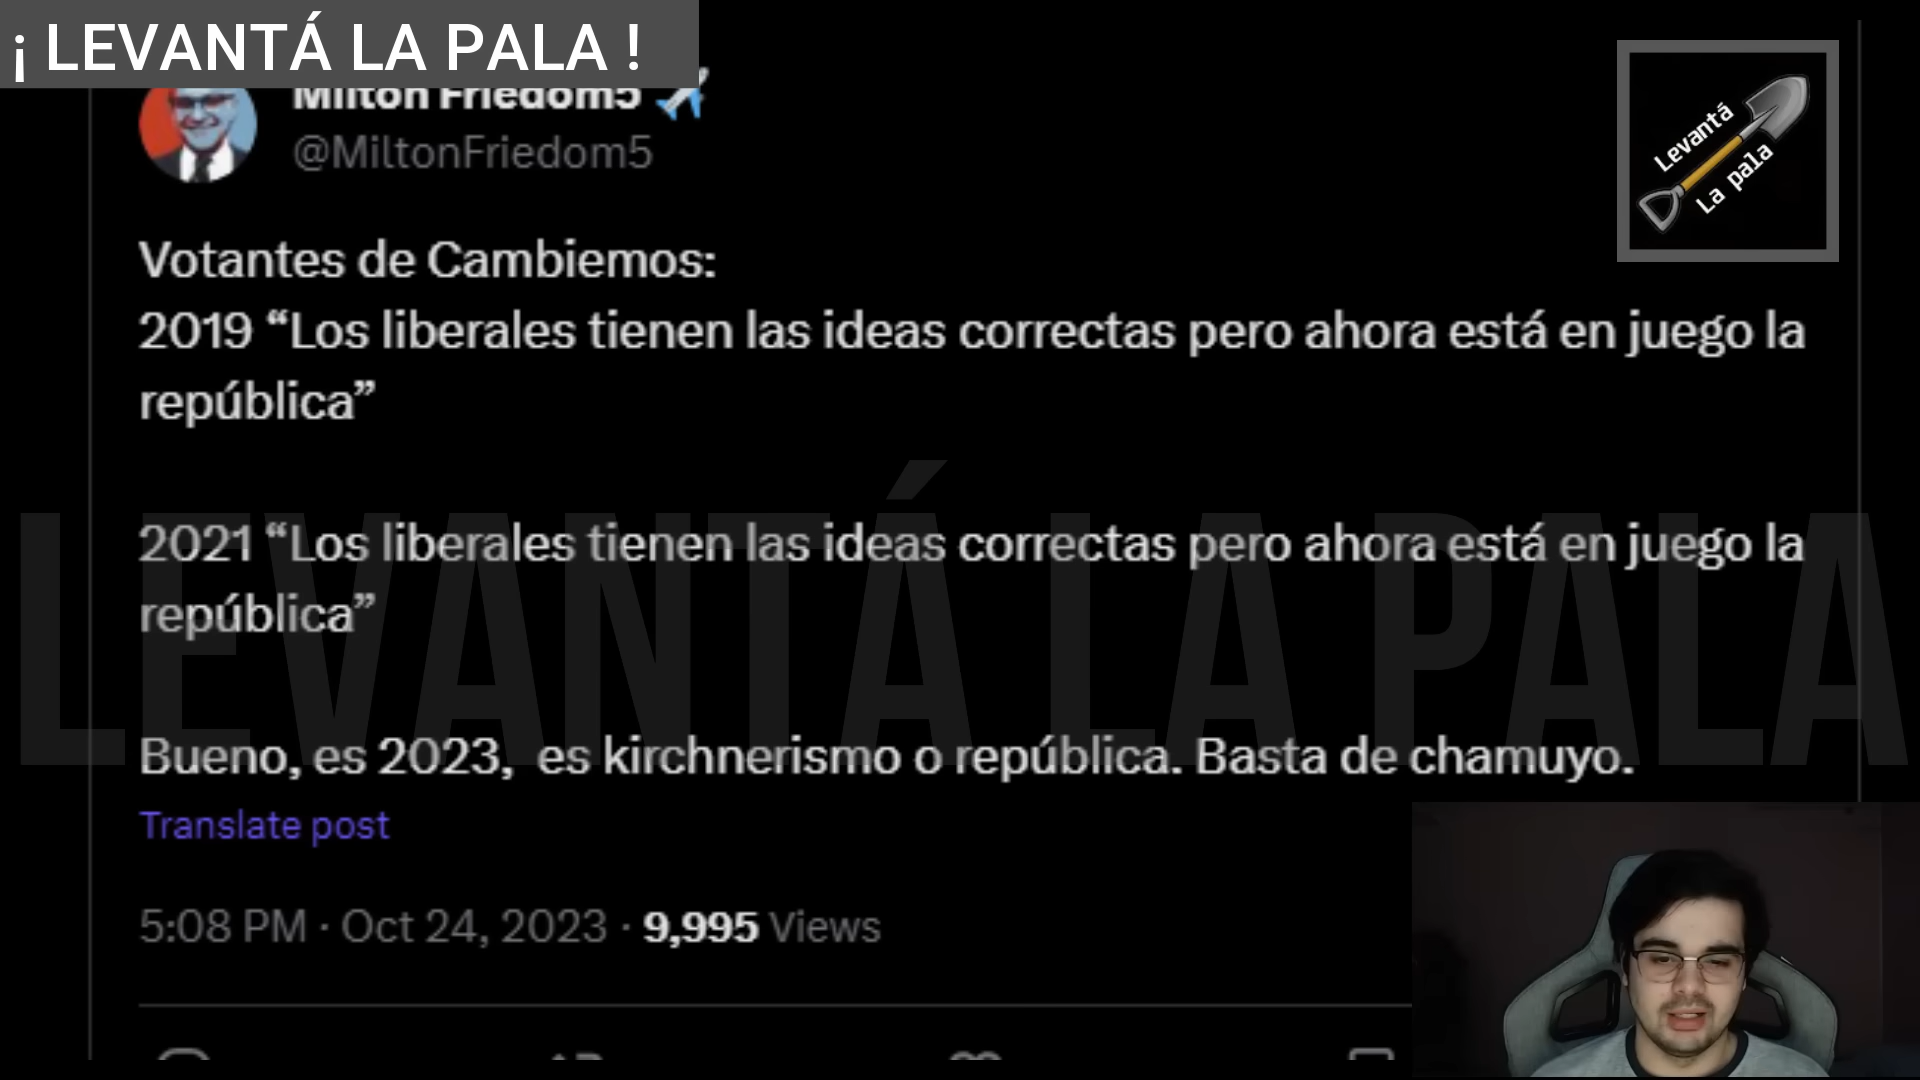 ¡ LEVANTÁ LA PALA !
Milton Friedom5
@MiltonFriedom5
Levantá
La pala
Votantes de Cambiemos:
2019 “Los liberales tienen las ideas correctas pero ahora está en juego la
república”
2021 “Los liberales tienen las ideas correctas pero ahora está en juego la
república”
LEVANTÁ LA PALA
Bueno, es 2023,  es kirchnerismo o república. Basta de chamuyo.
Translate post
5:08 PM · Oct 24, 2023 · 9,995 Views